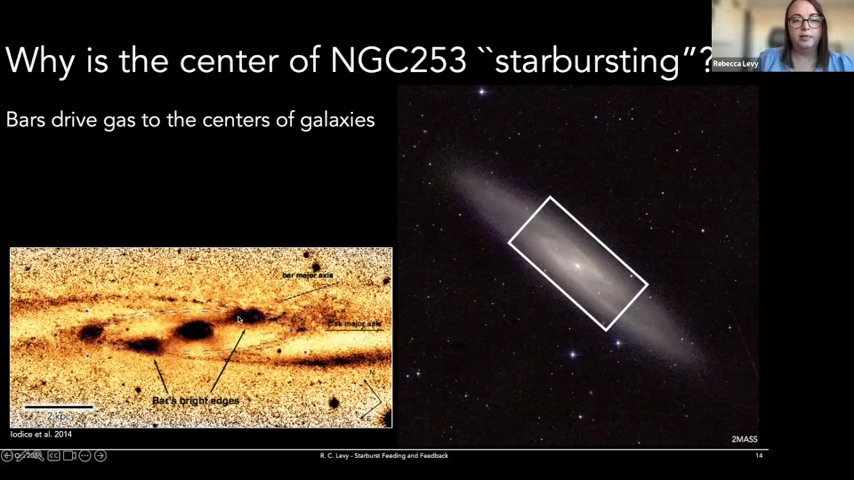 Why is the center of NGC253 ``starbursting”?
Rebecca Levy
Bars drive gas to the centers of galaxies
bar major axis
disk major axis
Bar's bright edges
2 kpc
N
E
Iodice et al. 2014
2MASS
R. C. Levy - Starburst Feeding and Feedback
14